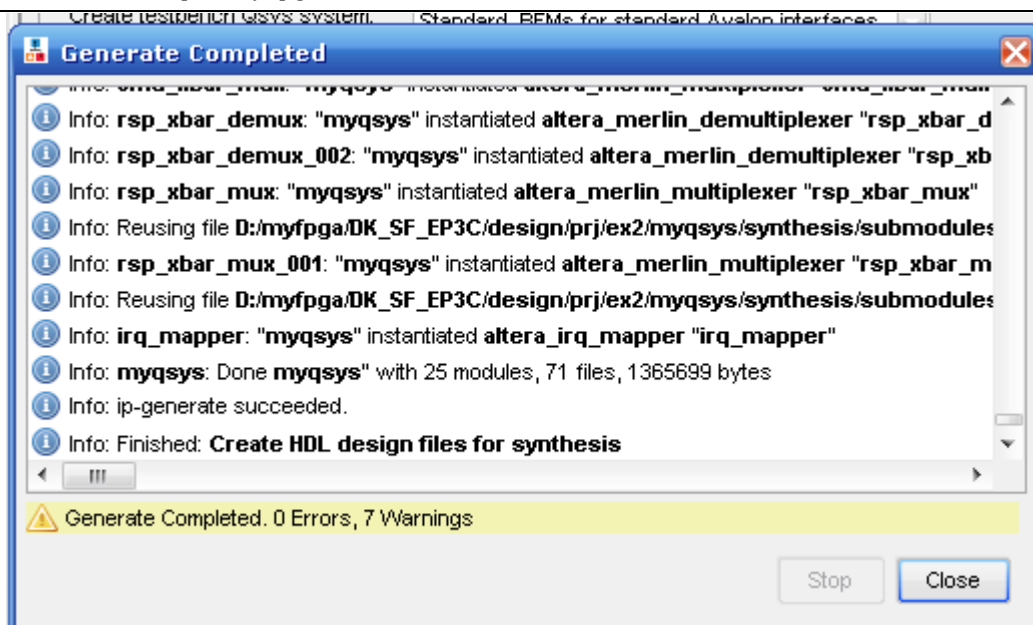 Create testbench Qsys system. Standard, BFMs for standard Avalon interfaces
Generate Completed
Info: rsp_xbar_demux: "myqsys" instantiated altera_merlin_demultiplexer "rsp_xbar_d
Info: rsp_xbar_demux_002: "myqsys" instantiated altera_merlin_demultiplexer "rsp_xb
Info: rsp_xbar_mux: "myqsys" instantiated altera_merlin_multiplexer "rsp_xbar_mux"
Info: Reusing file D:/myfpga/DK_SF_EP3C/design/prj/ex2/myqsys/synthesis/submodules
Info: rsp_xbar_mux_001: "myqsys" instantiated altera_merlin_multiplexer "rsp_xbar_m
Info: Reusing file D:/myfpga/DK_SF_EP3C/design/prj/ex2/myqsys/synthesis/submodules
Info: irq_mapper: "myqsys" instantiated altera_irq_mapper "irq_mapper"
Info: myqsys: Done myqsys" with 25 modules, 71 files, 1365699 bytes
Info: ip-generate succeeded.
Info: Finished: Create HDL design files for synthesis
Generate Completed. 0 Errors, 7 Warnings
Stop Close